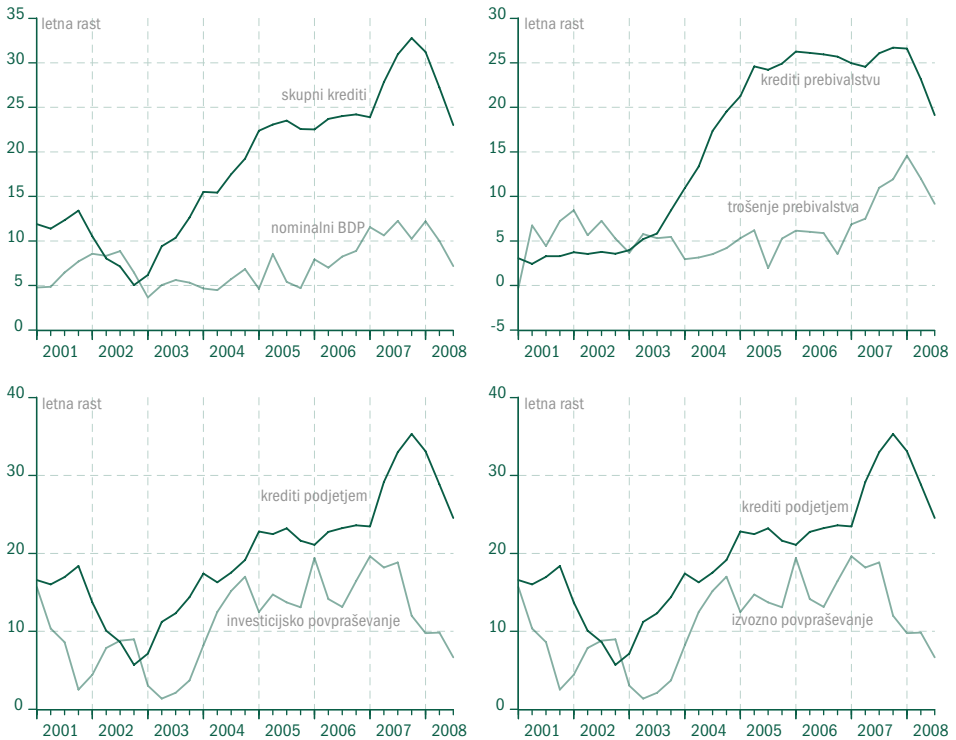 35
letna rast
30
skupni krediti
25
20
15
nominalni BDP
10
5
0
2001 2002 2003 2004 2005 2006 2007 2008
30
letna rast
25
krediti prebivalstvu
20
15
10
trošenje prebivalstva
5
0
-5
2001 2002 2003 2004 2005 2006 2007 2008
40
letna rast
30
krediti podjetjem
20
10
investicijsko povpraševanje
0
2001 2002 2003 2004 2005 2006 2007 2008
40
letna rast
30
krediti podjetjem
20
10
izvozno povpraševanje
0
2001 2002 2003 2004 2005 2006 2007 2008